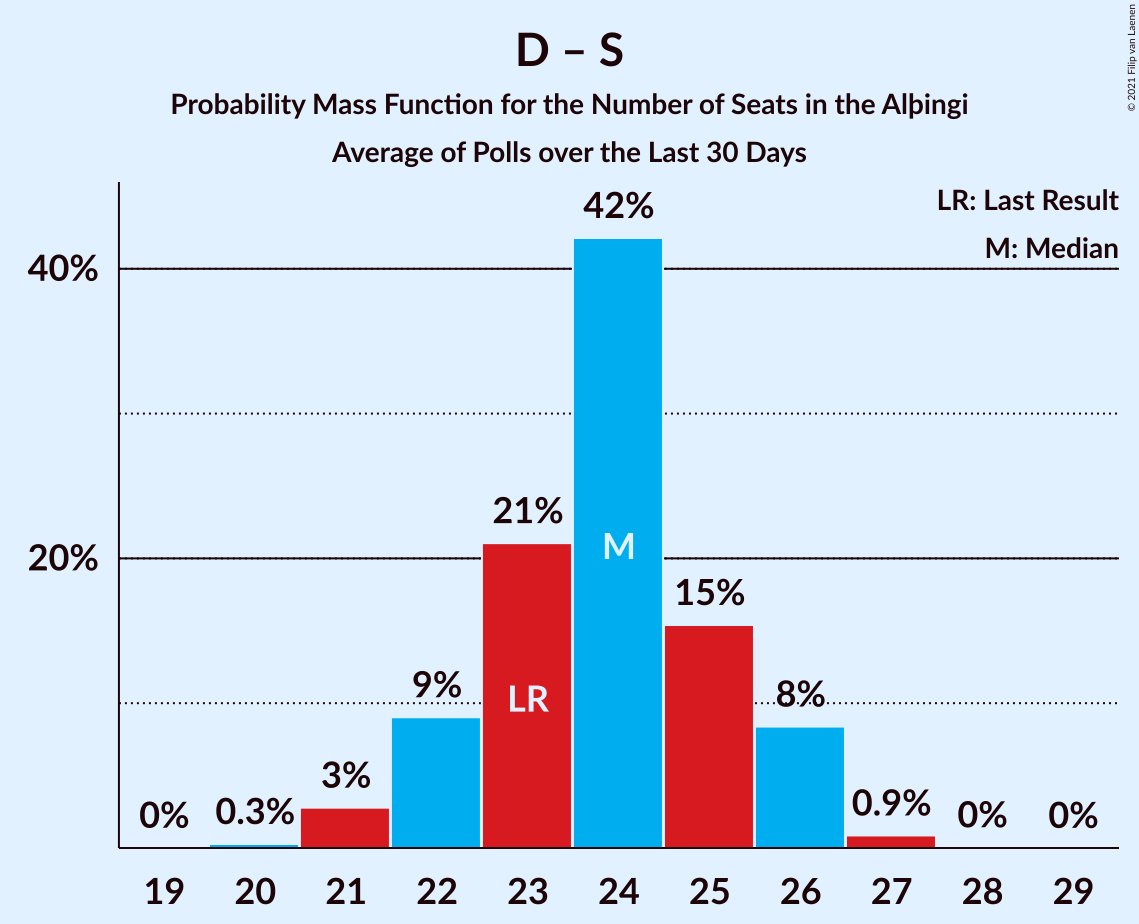 D – S
Probability Mass Function for the Number of Seats in the Alþingi
Average of Polls over the Last 30 Days
© 2021 Filip van Laenen
LR: Last Result
M: Median
40%
20%
0%
0.3%
3%
9%
21%
42%
15%
8%
0.9%
0%
0%
LR
M
19 20 21 22 23 24 25 26 27 28 29